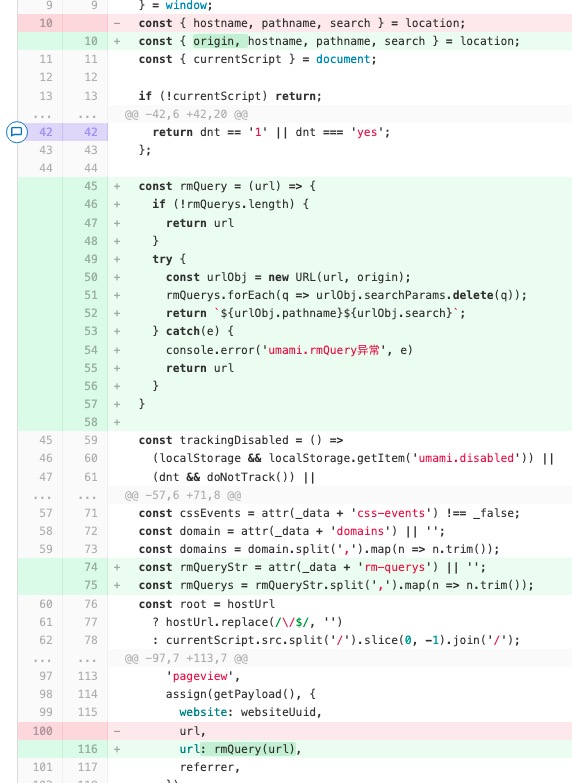 9 9 } = window;
10 - const { hostname, pathname, search } = location;
10 + const { origin, hostname, pathname, search } = location;
11 11 const { currentScript } = document;
12 12
13 13 if (!currentScript) return;
... ... @@ -42,6 +42,20 @@
42 42 return dnt == '1' || dnt === 'yes';
43 43 };
44 44
45 + const rmQuery = (url) => {
46 + if (!rmQuerys.length) {
47 + return url
48 + }
49 + try {
50 + const urlObj = new URL(url, origin);
51 + rmQuerys.forEach(q => urlObj.searchParams.delete(q));
52 + return `${urlObj.pathname}${urlObj.search}`;
53 + } catch(e) {
54 + console.error('umami.rmQuery异常', e)
55 + return url
56 + }
57 + }
58 +
45 59 const trackingDisabled = () =>
46 60 (localStorage && localStorage.getItem('umami.disabled')) ||
47 61 (dnt && doNotTrack()) ||
... ... @@ -57,6 +71,8 @@
57 71 const cssEvents = attr(_data + 'css-events') !== _false;
58 72 const domain = attr(_data + 'domains') || '';
59 73 const domains = domain.split(',').map(n => n.trim());
74 + const rmQueryStr = attr(_data + 'rm-querys') || '';
75 + const rmQuerys = rmQueryStr.split(',').map(n => n.trim());
60 76 const root = hostUrl
61 77 ? hostUrl.replace(/\/$/, '')
62 78 : currentScript.src.split('/').slice(0, -1).join('/');
... ... @@ -97,7 +113,7 @@
97 113 'pageview',
98 114 assign(getPayload(), {
99 115 website: websiteUuid,
100 - url,
116 + url: rmQuery(url),
101 117 referrer,